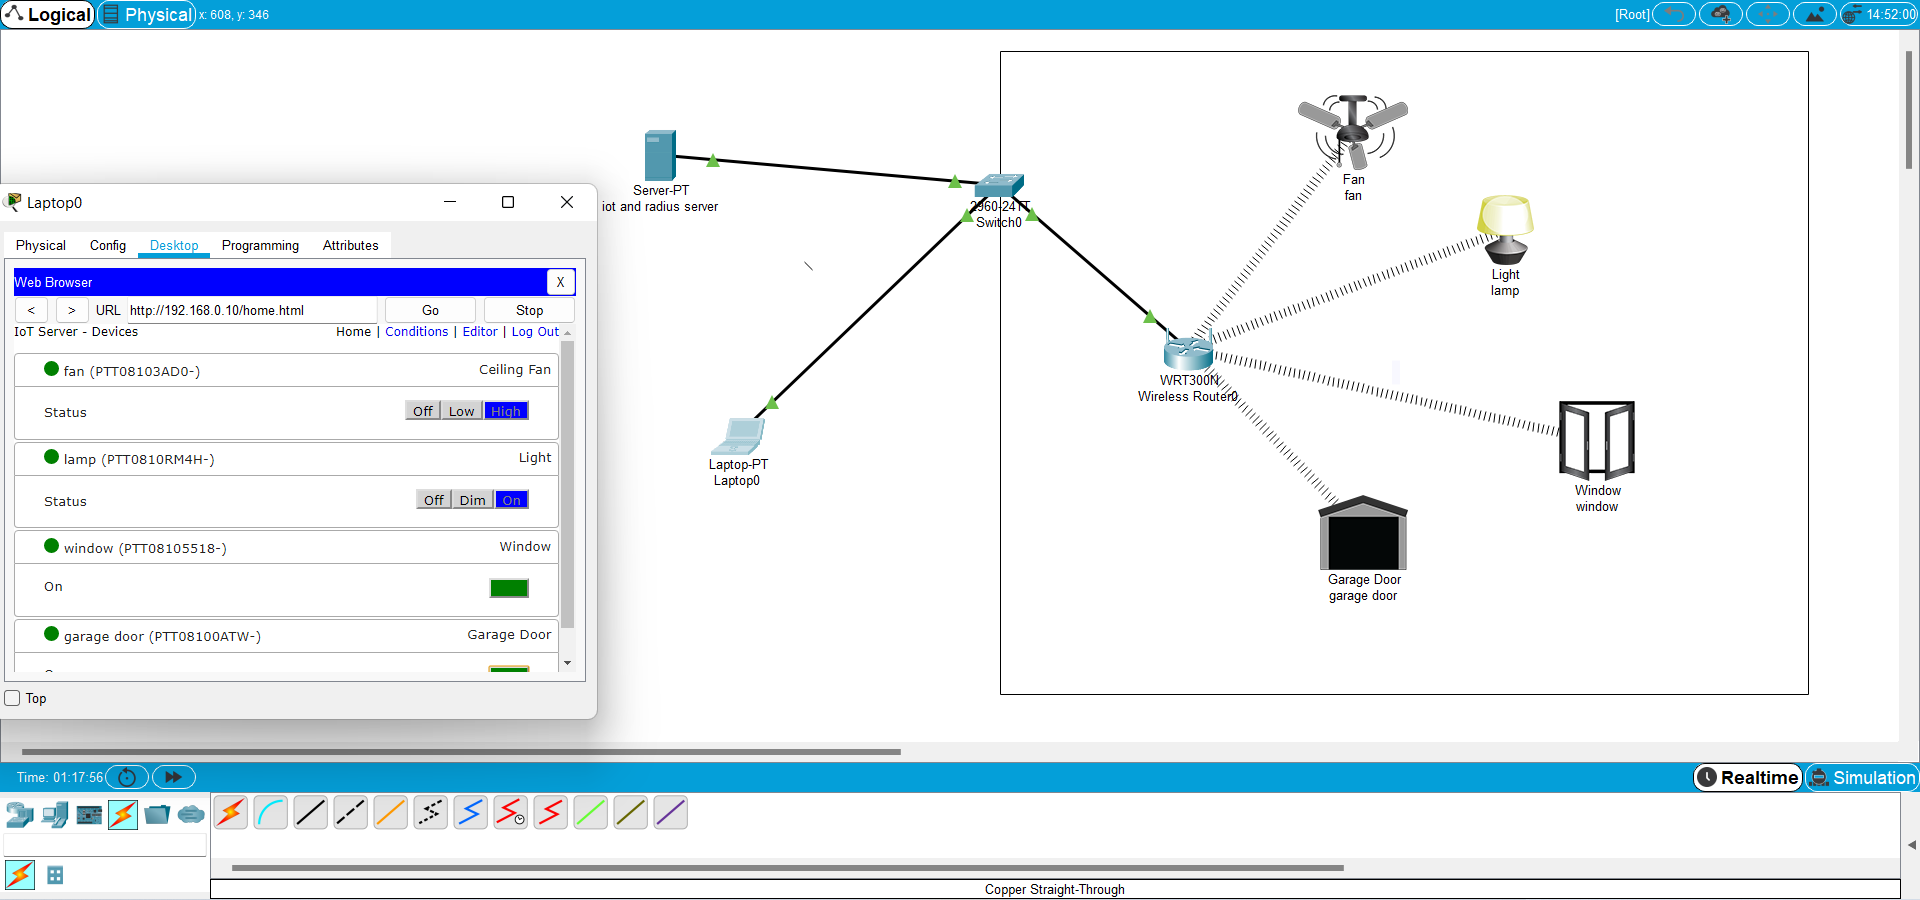 Logical Physical x: 608, y: 346 [Root] 14:52:00
Server-PT
iot and radius server
2960-24TT
Switch0
Fan
fan
Light
lamp
WRT300N
Wireless Router0
Window
window
Laptop-PT
Laptop0
Garage Door
garage door
Laptop0
Physical Config Desktop Programming Attributes
Web Browser X
< > URL http://192.168.0.10/home.html Go Stop
IoT Server - Devices Home | Conditions | Editor | Log Out
fan (PTT08103AD0-) Ceiling Fan
Status Off Low High
lamp (PTT0810RM4H-) Light
Status Off Dim On
window (PTT08105518-) Window
On
garage door (PTT08100ATW-) Garage Door
Top
Time: 01:17:56 Realtime Simulation
Copper Straight-Through